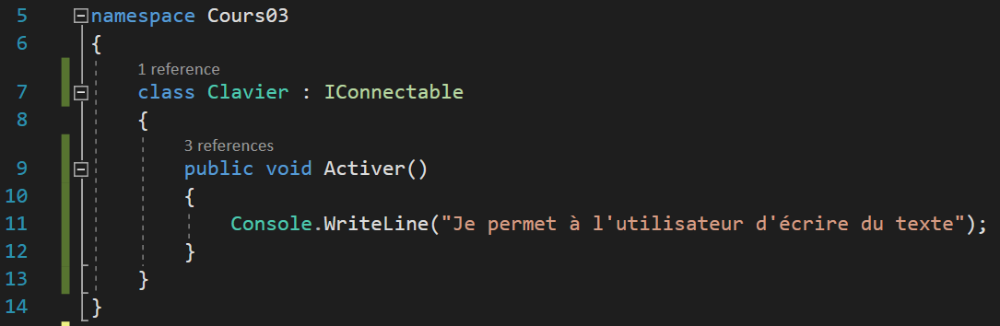 5 namespace Cours03
6 {
1 reference
7 class Clavier : IConnectable
8 {
3 references
9 public void Activer()
10 {
11 Console.WriteLine("Je permet à l'utilisateur d'écrire du texte");
12 }
13 }
14 }